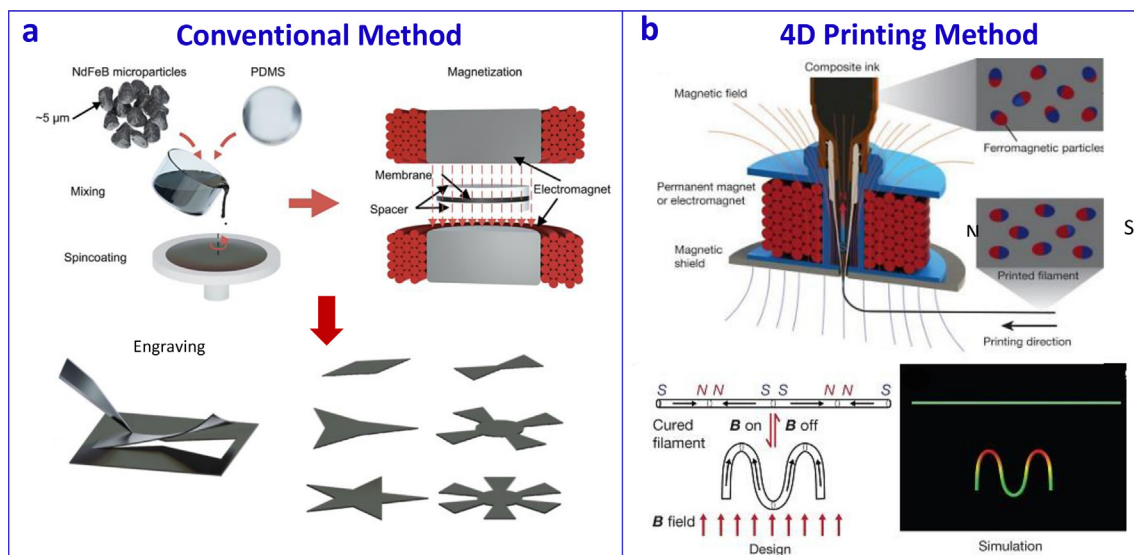 a
Conventional Method
NdFeB microparticles
PDMS
~5 µm
Mixing
Spincoating
Magnetization
Membrane
Spacer
Electromagnet
Engraving
b
4D Printing Method
Composite ink
Magnetic field
Ferromagnetic particles
Permanent magnet
or electromagnet
N
S
Magnetic
shield
Printed filament
Printing direction
S N N S S N N S
Cured
filament
B on
B off
B field
Design
Simulation